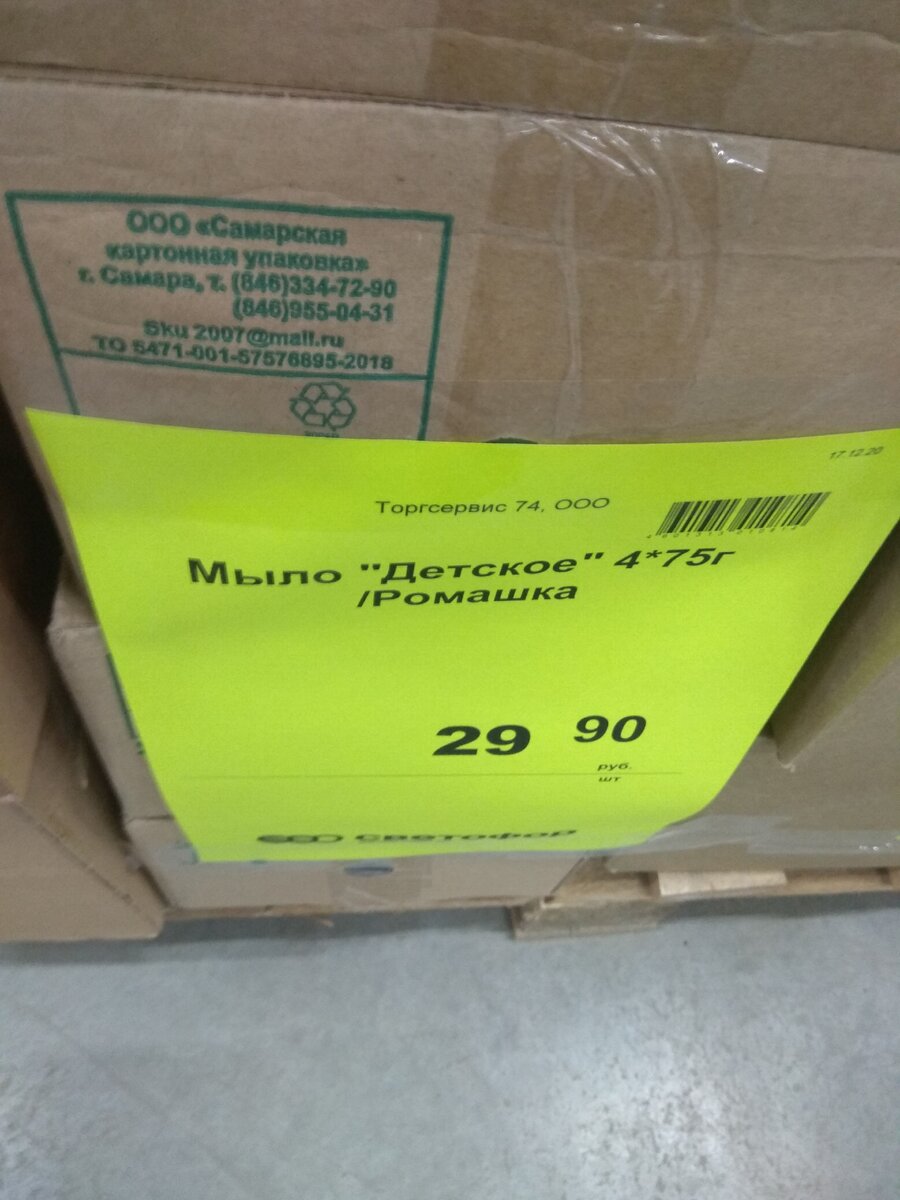 ООО «Самарская
картонная упаковка»
г. Самара, т. (846)334-72-90
(846)955-04-31
Sku 2007@mail.ru
ТО 5471-001-57576895-2018
17.12.20
Торгсервис 74, ООО
Мыло "Детское" 4*75г
/Ромашка
29 90
руб.
шт
светофор